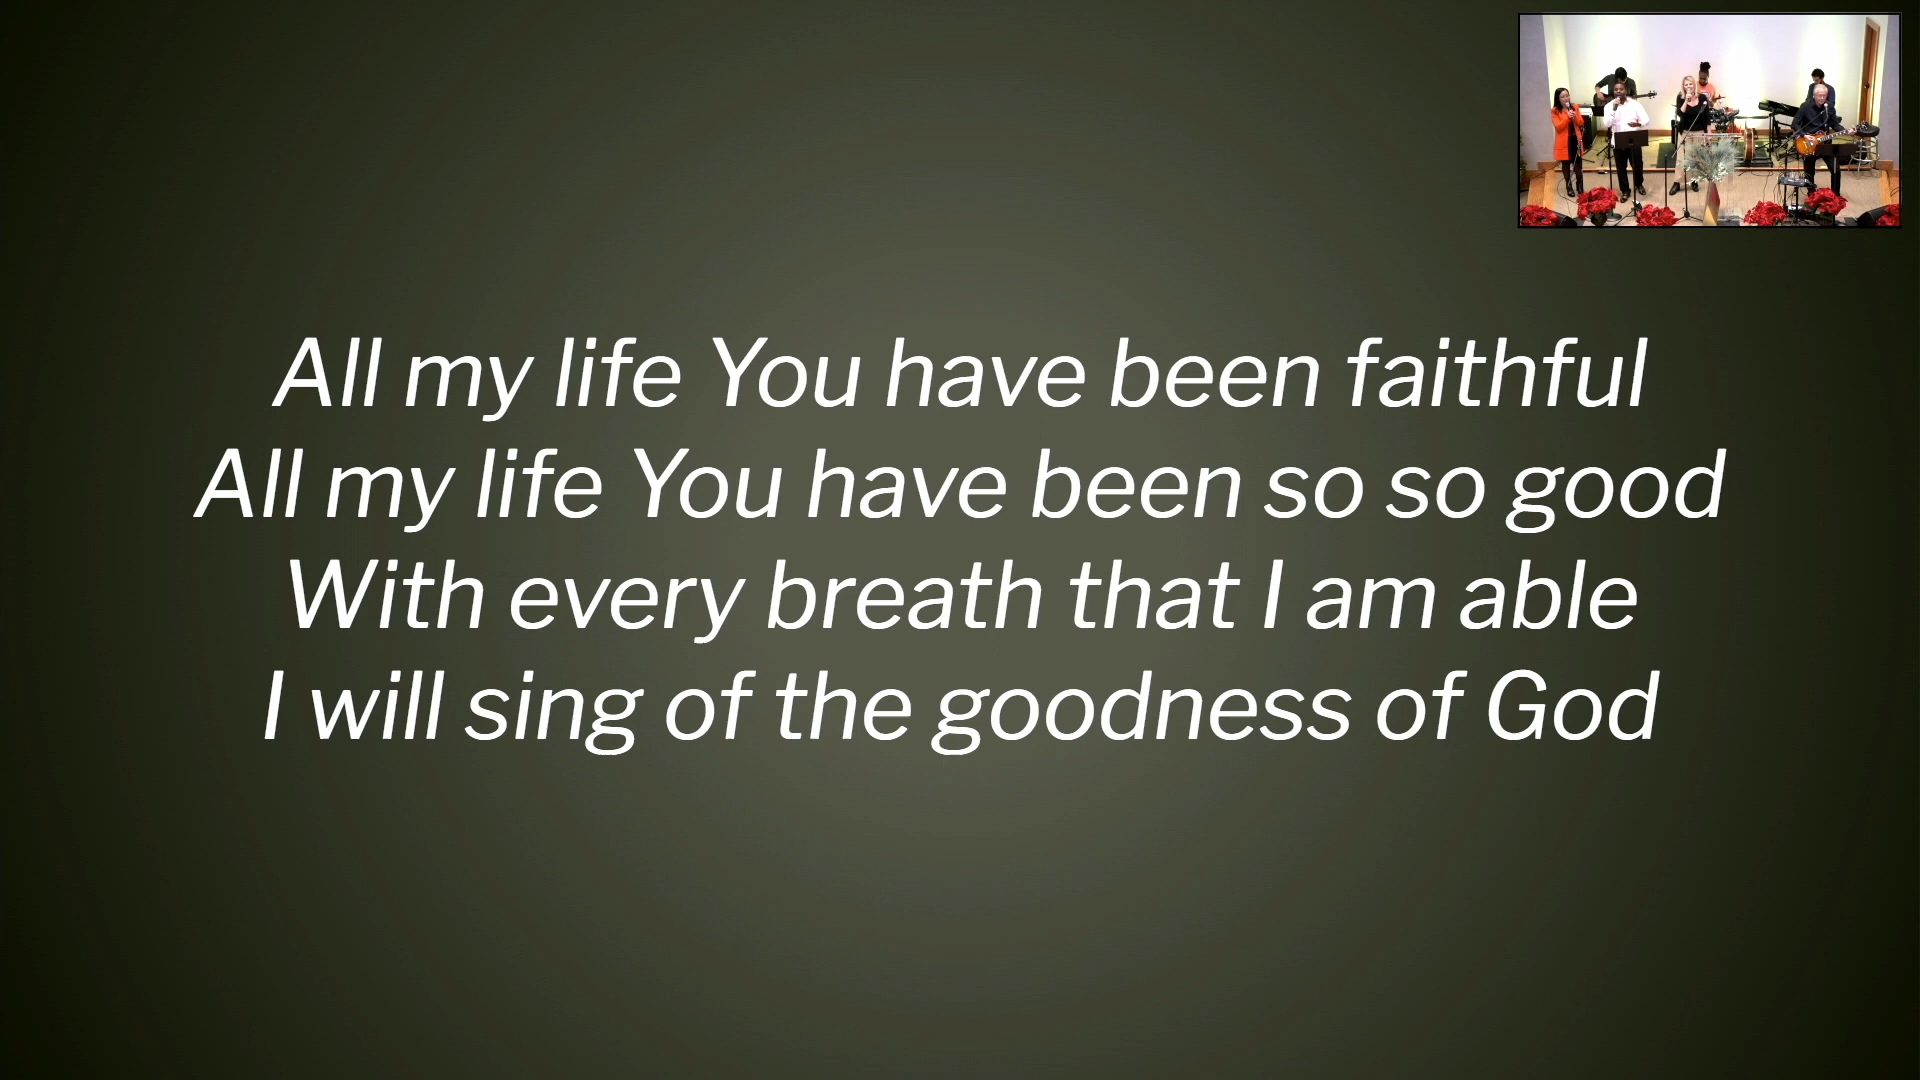 All my life You have been faithful
All my life You have been so so good
With every breath that I am able
I will sing of the goodness of God